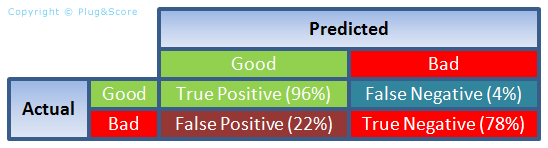 Copyright © Plug&Score
Predicted
Good Bad
Actual Good True Positive (96%) False Negative (4%)
Bad False Positive (22%) True Negative (78%)